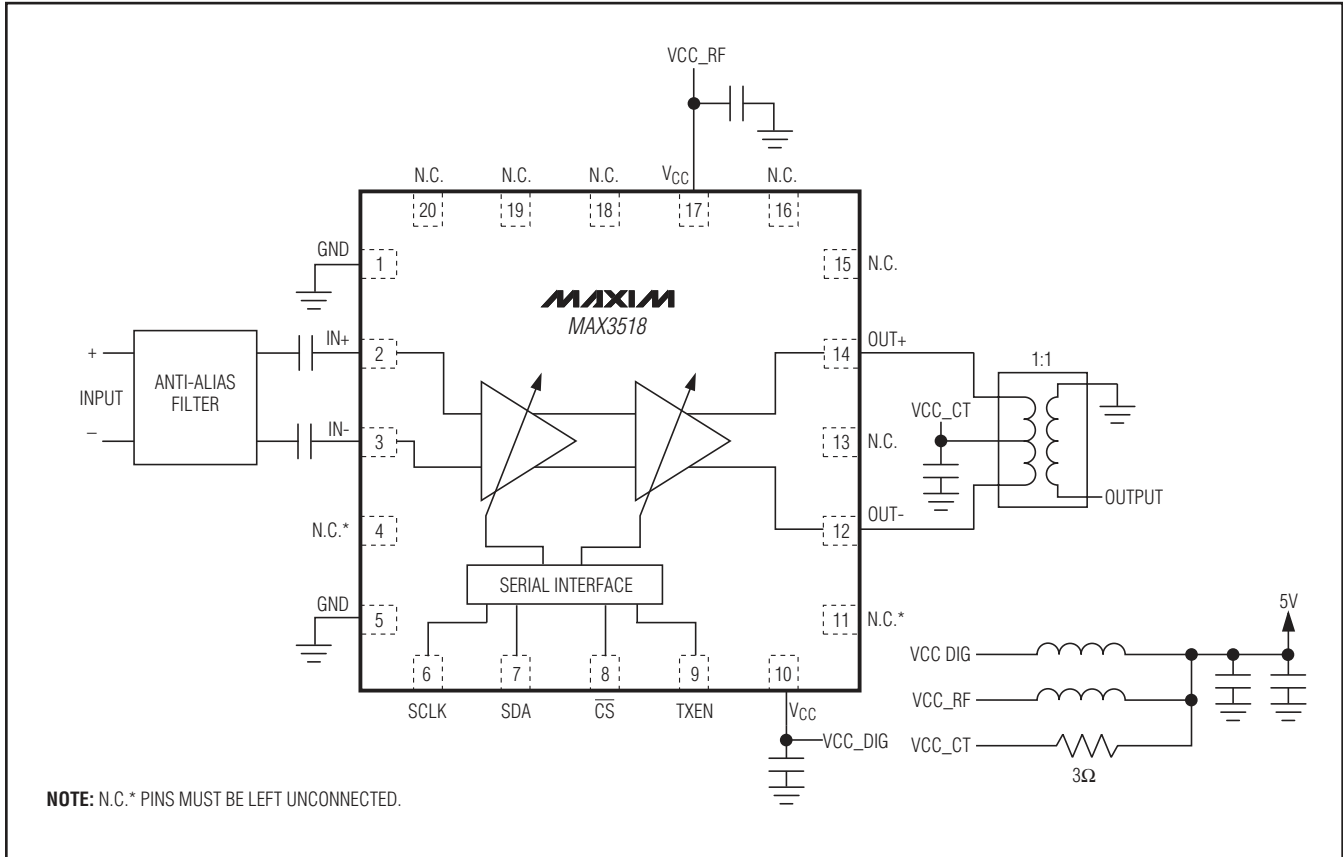 VCC_RF
N.C. N.C. N.C. VCC N.C.
20 19 18 17 16
GND
1
15 N.C.
MAXIM
MAX3518
IN+
2
OUT+
14
1:1
+
INPUT
−
ANTI-ALIAS
FILTER
VCC_CT
IN-
3
13 N.C.
OUTPUT
N.C.* 4
OUT-
12
SERIAL INTERFACE
GND
5
11 N.C.*
5V
6 7 8 9 10
VCC DIG
SCLK SDA CS TXEN VCC
VCC_RF
VCC_DIG
VCC_CT
3Ω
NOTE: N.C.* PINS MUST BE LEFT UNCONNECTED.